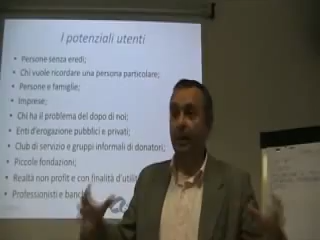 I potenziali utenti
• Persone senza eredi;
• Chi vuole ricordare una persona particolare;
• Persone e famiglie;
• Imprese;
• Chi ha il problema del dopo di noi;
• Enti d'erogazione pubblici e privati;
• Club di servizio e gruppi informali di donatori;
• Piccole fondazioni;
• Realtà non profit e con finalità d'utilit
• Professionisti e banch